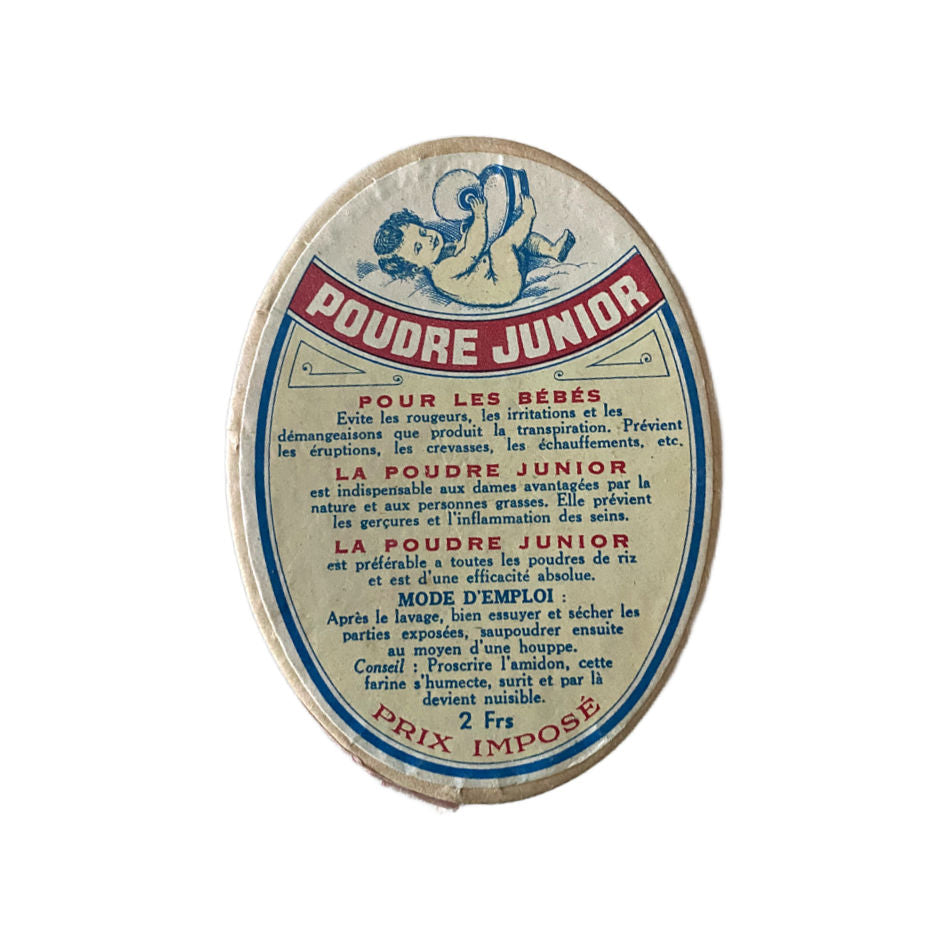 POUDRE JUNIOR
POUR LES BÉBÉS
Evite les rougeurs, les irritations et les
démangeaisons que produit la transpiration. Prévient
les éruptions, les crevasses, les échauffements, etc.
LA POUDRE JUNIOR
est indispensable aux dames avantagées par la
nature et aux personnes grasses. Elle prévient
les gerçures et l'inflammation des seins.
LA POUDRE JUNIOR
est préférable a toutes les poudres de riz
et est d'une efficacité absolue.
MODE D'EMPLOI :
Après le lavage, bien essuyer et sécher les
parties exposées, saupoudrer ensuite
au moyen d'une houppe.
Conseil : Proscrire l'amidon, cette
farine s'humecte, surit et par là
devient nuisible.
2 Frs
PRIX IMPOSÉ